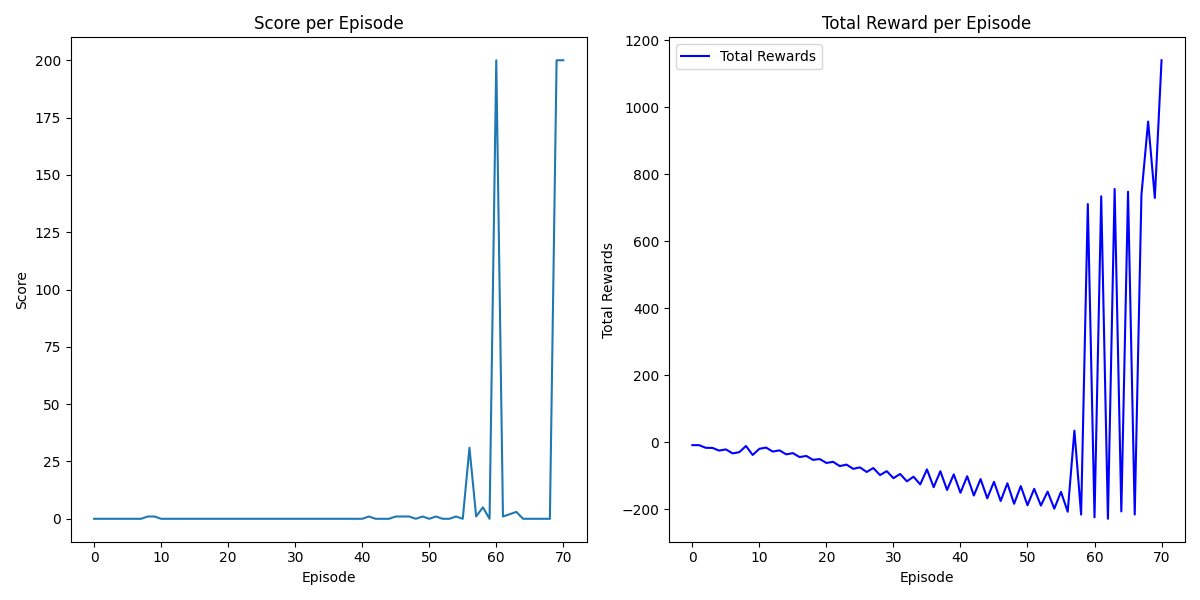 Score per Episode
Score
200
175
150
125
100
75
50
25
0
0 10 20 30 40 50 60 70
Episode
Total Reward per Episode
Total Rewards
Total Rewards
1200
1000
800
600
400
200
0
−200
0 10 20 30 40 50 60 70
Episode